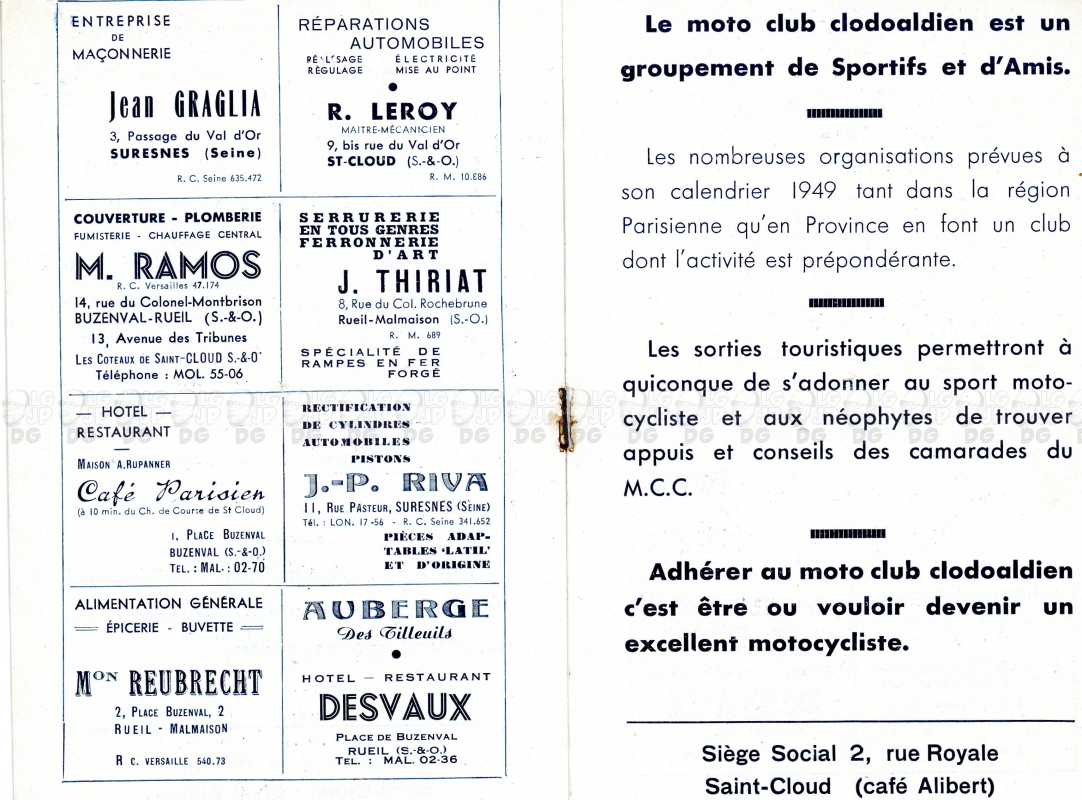 ENTREPRISE
DE
MAÇONNERIE
Jean GRAGLIA
3, Passage du Val d'Or
SURESNES (Seine)
R. C. Seine 635.472
RÉPARATIONS
AUTOMOBILES
ÉLECTRICITÉ
RÉGULAGE MISE AU POINT
R. LEROY
MAITRE-MÉCANICIEN
9, bis rue du Val d'Or
ST-CLOUD (S.-&-O.)
R. M. 10.886
COUVERTURE - PLOMBERIE
FUMISTERIE - CHAUFFAGE CENTRAL
M. RAMOS
R. C. Versailles 47.174
14, rue du Colonel-Montbrison
BUZENVAL-RUEIL (S.-&-O.)
13, Avenue des Tribunes
LES COTEAUX DE SAINT-CLOUD S.-&-O
Téléphone : MOL. 55-06
SERRURERIE
EN TOUS GENRES
FERRONNERIE
D'ART
J. THIRIAT
8, Rue du Col. Rochebrune
Rueil-Malmaison (S.-O.)
R. M. 689
SPÉCIALITÉ DE
RAMPES EN FER
FORGÉ
— HOTEL —
RESTAURANT
MAISON A.RUPANNER
Café Parisien
(à 10 min. du Ch. de Course de St Cloud)
1, PLACE BUZENVAL
BUZENVAL (S.-&-O.)
TEL. : MAL. : 02-70
RECTIFICATION
DE CYLINDRES
AUTOMOBILES
PISTONS
J.-P. RIVA
11, RUE PASTEUR, SURESNES (SEINE)
Tél. : LON. 17-56 - R. C. Seine 341.652
PIÈCES ADAP-
TABLES 'LATIL'
ET D'ORIGINE
ALIMENTATION GÉNÉRALE
ÉPICERIE - BUVETTE
MON REUBRECHT
2, PLACE BUZENVAL, 2
RUEIL - MALMAISON
R C. VERSAILLE 540.73
AUBERGE
Des Tilleuils
HOTEL — RESTAURANT
DESVAUX
PLACE DE BUZENVAL
RUEIL (S.-&-O.)
TEL. : MAL. 02-36
Le moto club clodoaldien est un
groupement de Sportifs et d'Amis.
Les nombreuses organisations prévues à
son calendrier 1949 tant dans la région
Parisienne qu'en Province en font un club
dont l'activité est prépondérante.
Les sorties touristiques permettront à
quiconque de s'adonner au sport moto-
cycliste et aux néophytes de trouver
appuis et conseils des camarades du
M.C.C.
Adhérer au moto club clodoaldien
c'est être ou vouloir devenir un
excellent motocycliste.
Siège Social 2, rue Royale
Saint-Cloud (café Alibert)